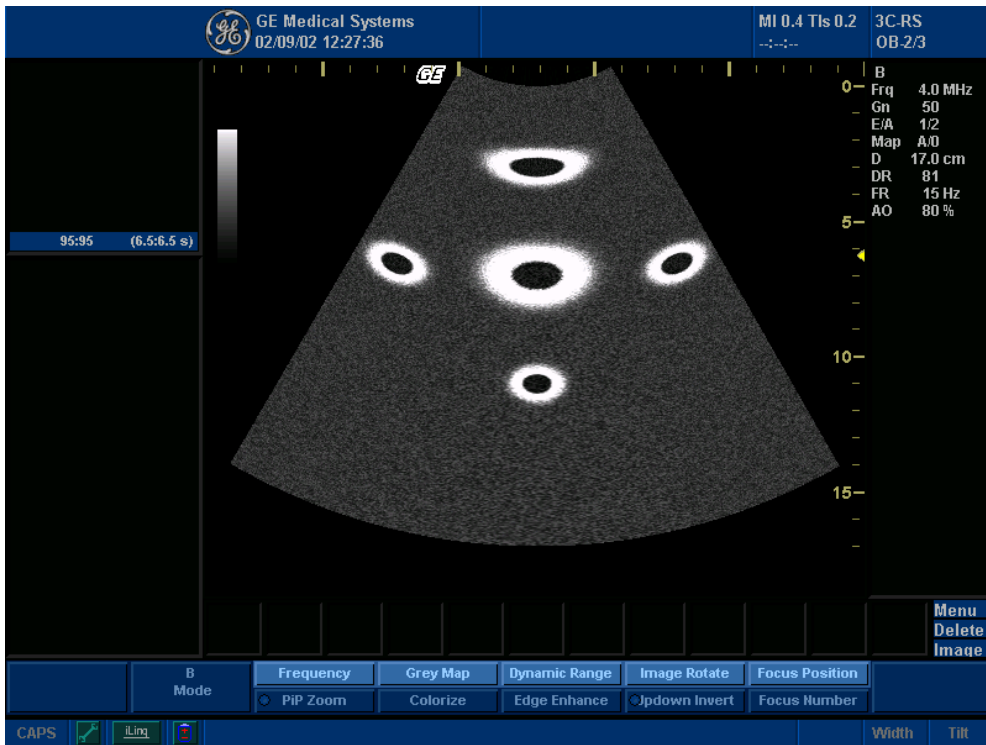 GE Medical Systems
02/09/02 12:27:36
MI 0.4 TIs 0.2
--:--:--
3C-RS
OB-2/3
GE
B
Frq 4.0 MHz
Gn 50
E/A 1/2
Map A/0
D 17.0 cm
DR 81
FR 15 Hz
AO 80 %
0
5
10
15
95:95 (6.5:6.5 s)
Menu
Delete
Image
B
Mode
Frequency Grey Map Dynamic Range Image Rotate Focus Position
PiP Zoom Colorize Edge Enhance Jpdown Invert Focus Number
CAPS iLinq Width Tilt